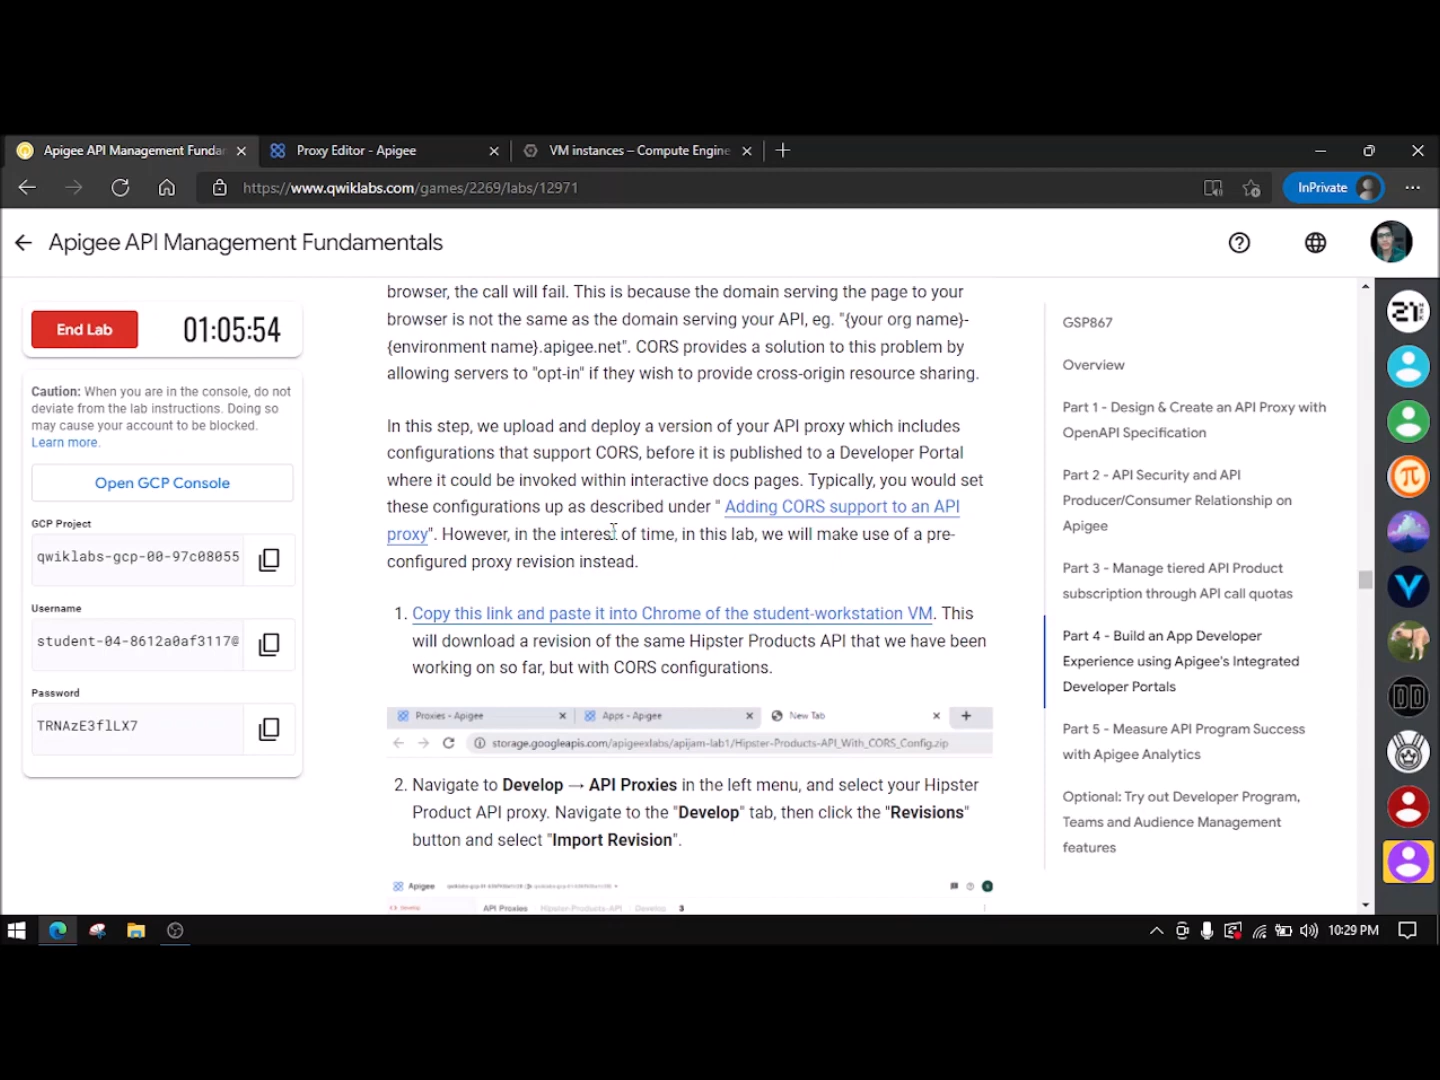 Apigee API Management Funda
Proxy Editor - Apigee
VM instances – Compute Engine
https://www.qwiklabs.com/games/2269/labs/12971
InPrivate
Apigee API Management Fundamentals
End Lab
01:05:54
Caution: When you are in the console, do not
deviate from the lab instructions. Doing so
may cause your account to be blocked.
Learn more.
Open GCP Console
GCP Project
qwiklabs-gcp-00-97c08055
Username
student-04-8612a0af3117@
Password
TRNAzE3flLX7
browser, the call will fail. This is because the domain serving the page to your
browser is not the same as the domain serving your API, eg. "{your org name}-
{environment name}.apigee.net". CORS provides a solution to this problem by
allowing servers to "opt-in" if they wish to provide cross-origin resource sharing.
In this step, we upload and deploy a version of your API proxy which includes
configurations that support CORS, before it is published to a Developer Portal
where it could be invoked within interactive docs pages. Typically, you would set
these configurations up as described under " Adding CORS support to an API
proxy". However, in the interest of time, in this lab, we will make use of a pre-
configured proxy revision instead.
1. Copy this link and paste it into Chrome of the student-workstation VM. This
will download a revision of the same Hipster Products API that we have been
working on so far, but with CORS configurations.
Proxies - Apigee
Apps - Apigee
New Tab
storage.googleapis.com/apigeexlabs/apijam-lab1/Hipster-Products-API_With_CORS_Config.zip
2. Navigate to Develop → API Proxies in the left menu, and select your Hipster
Product API proxy. Navigate to the "Develop" tab, then click the "Revisions"
button and select "Import Revision".
Apigee
Develop
API Proxies
Hipster-Products-API
Develop
3
GSP867
Overview
Part 1 - Design & Create an API Proxy with
OpenAPI Specification
Part 2 - API Security and API
Producer/Consumer Relationship on
Apigee
Part 3 - Manage tiered API Product
subscription through API call quotas
Part 4 - Build an App Developer
Experience using Apigee's Integrated
Developer Portals
Part 5 - Measure API Program Success
with Apigee Analytics
Optional: Try out Developer Program,
Teams and Audience Management
features
10:29 PM